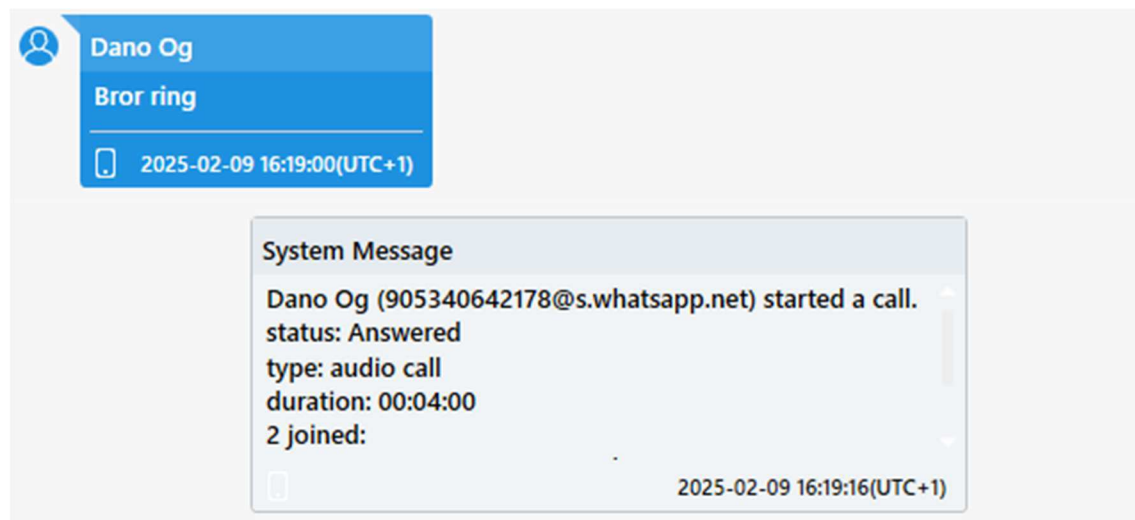 Dano Og
Bror ring
2025-02-09 16:19:00(UTC+1)
System Message
Dano Og (905340642178@s.whatsapp.net) started a call.
status: Answered
type: audio call
duration: 00:04:00
2 joined:
2025-02-09 16:19:16(UTC+1)